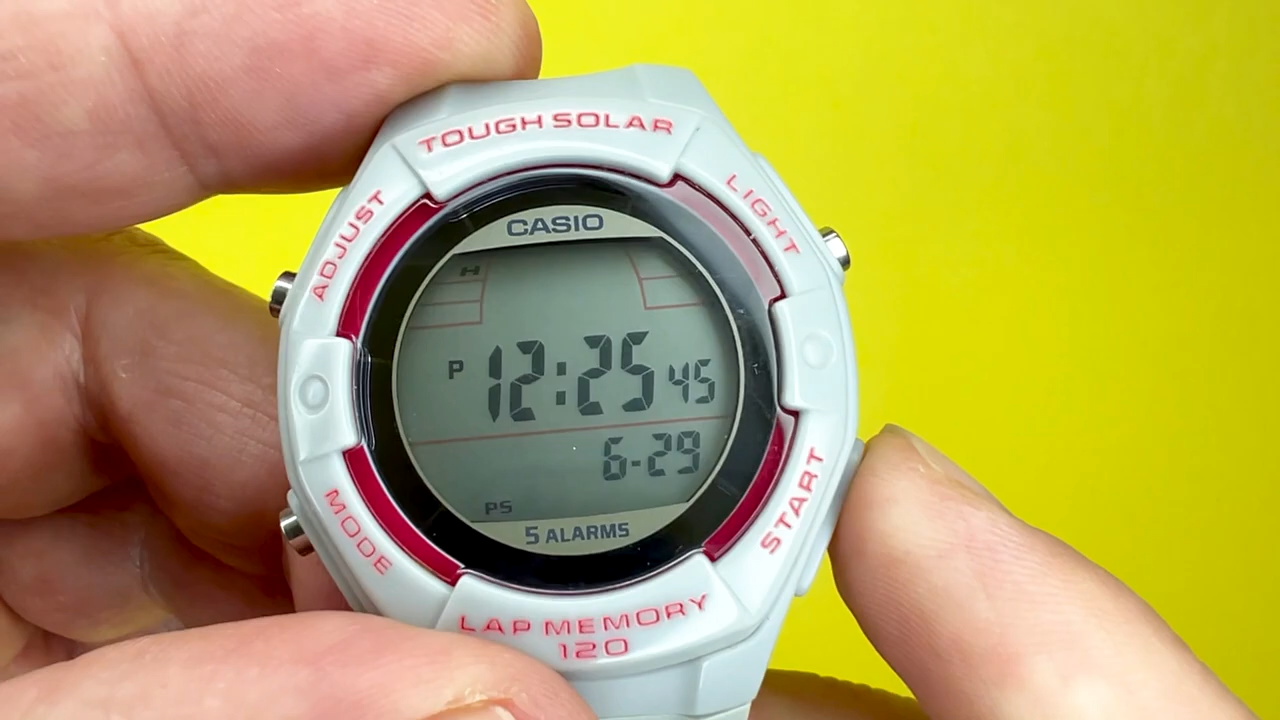 TOUGH SOLAR
ADJUST
LIGHT
CASIO
H
P 12:25 45
6-29
PS
5 ALARMS
MODE
START
LAP MEMORY
120